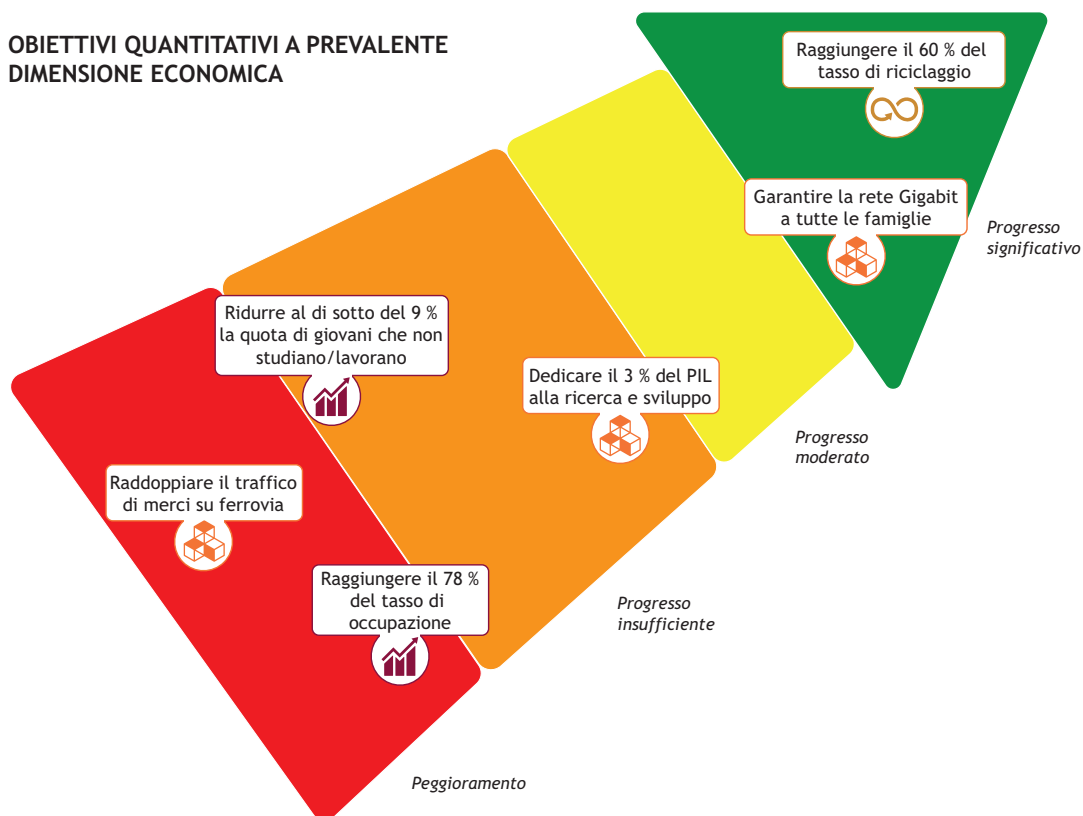 OBIETTIVI QUANTITATIVI A PREVALENTE
DIMENSIONE ECONOMICA
Raggiungere il 60 % del
tasso di riciclaggio
Garantire la rete Gigabit
a tutte le famiglie
Progresso
significativo
Ridurre al di sotto del 9 %
la quota di giovani che non
studiano/lavorano
Dedicare il 3 % del PIL
alla ricerca e sviluppo
Progresso
moderato
Raddoppiare il traffico
di merci su ferrovia
Raggiungere il 78 %
del tasso di
occupazione
Progresso
insufficiente
Peggioramento